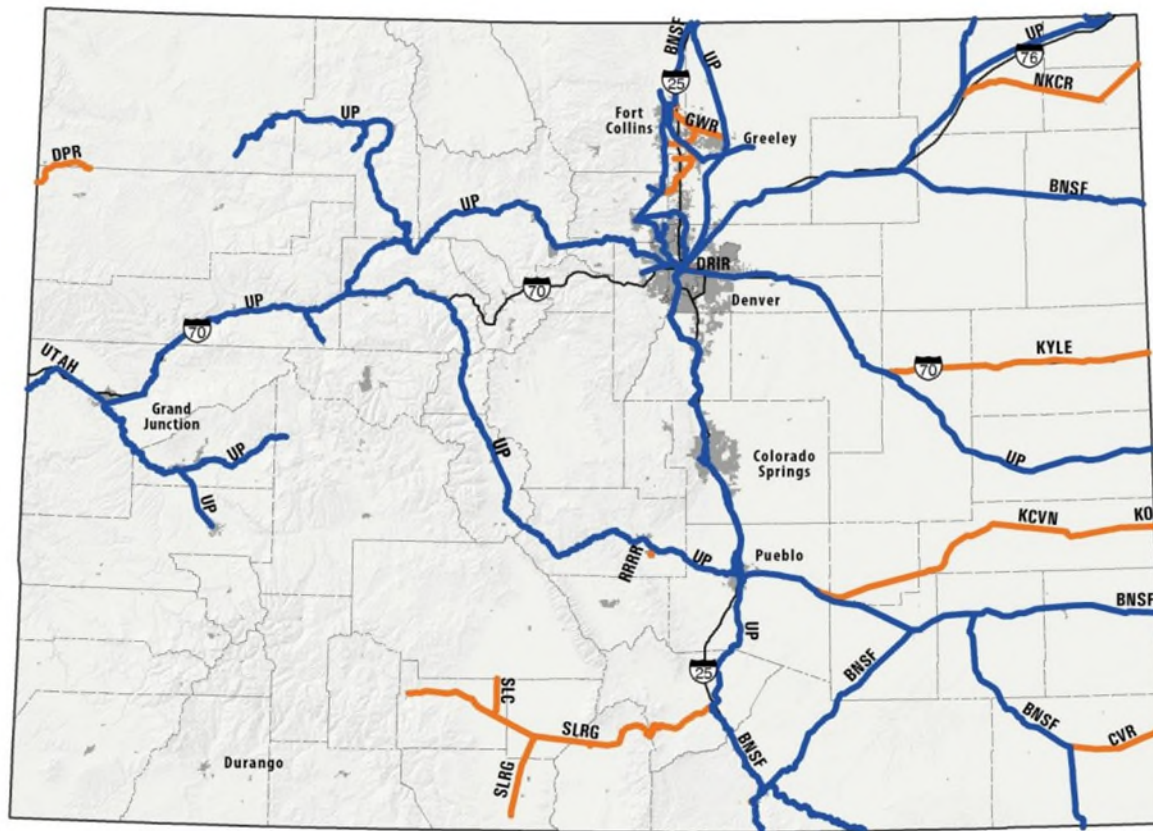 BNSF
UP
UP
76
25
NKCR
Fort
Collins
GWR
UP
Greeley
DPR
BNSF
UP
DRIR
70
Denver
UP
70
KYLE
70
UTAH
Grand
Junction
UP
UP
Colorado
Springs
UP
UP
KCVN
KO
Pueblo
RRRR
UP
BNSF
UP
BNSF
25
SLC
BNSF
SLRG
BNSF
CVR
Durango
SLRG